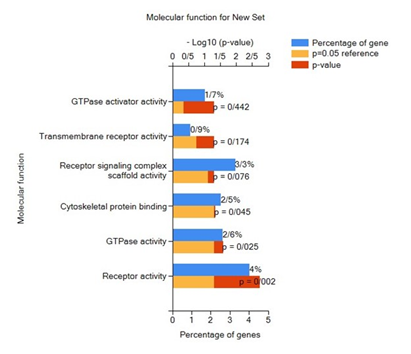 Molecular function for New Set
- Log10 (p-value)
0 0/5 1 1/5 2 2/5 3
Percentage of gene
p=0.05 reference
p-value
GTPase activator activity
1/7%
p = 0/442
Transmembrane receptor activity
0/9%
p = 0/174
Receptor signaling complex
scaffold activity
3/3%
p = 0/076
Cytoskeletal protein binding
2/5%
p = 0/045
GTPase activity
2/6%
p = 0/025
Receptor activity
4%
p = 0/002
Molecular function
0 1/5 1 1/5 2 2/5 3 3/5 4 4/5 5
Percentage of genes